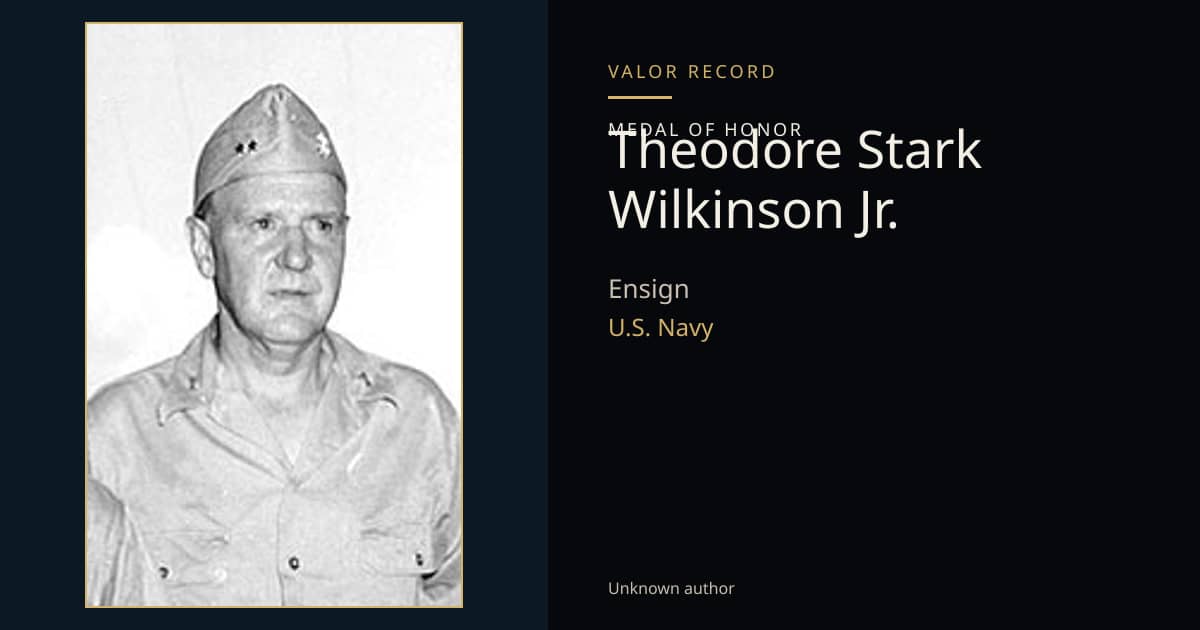 VALOR RECORD
MEDAL OF HONOR
Theodore Stark
Wilkinson Jr.
Ensign
U.S. Navy
Unknown author